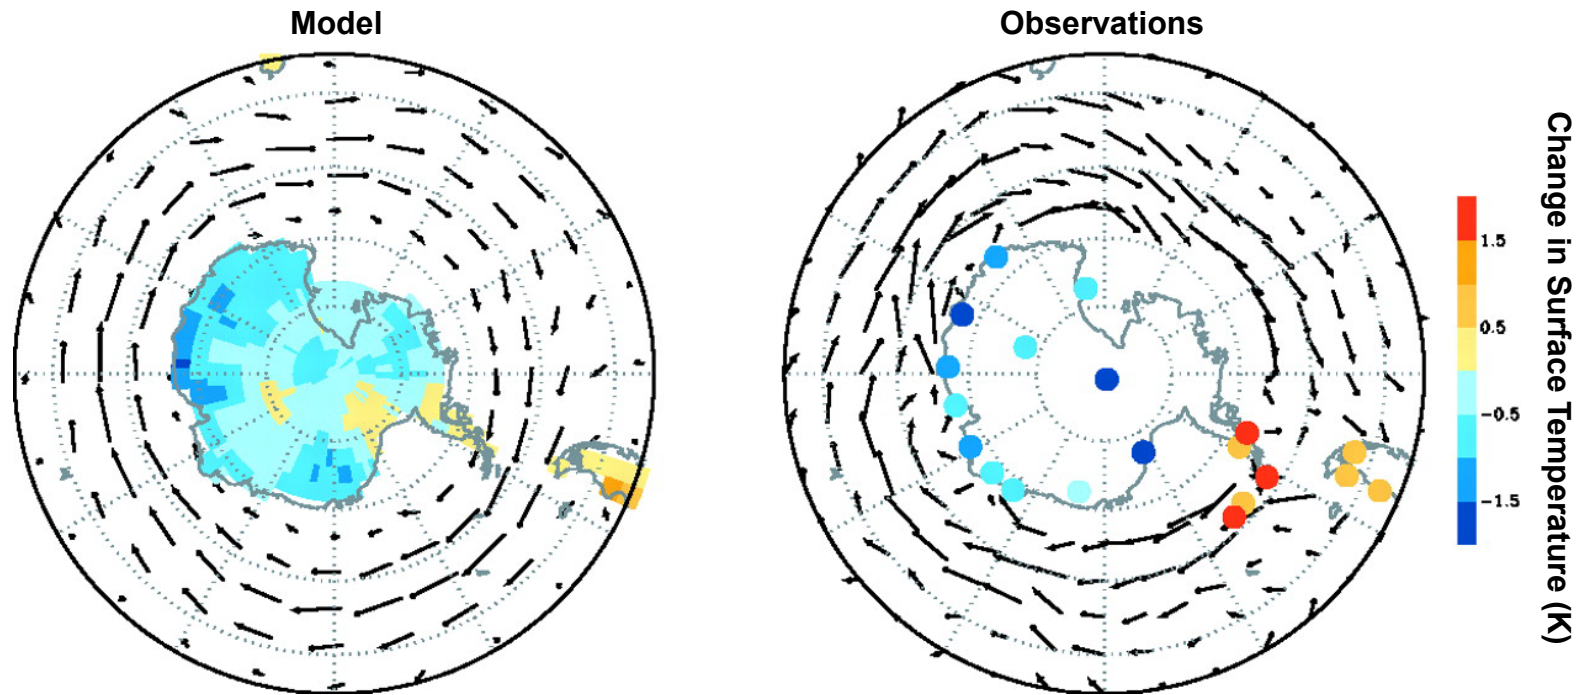 Model
Observations
1.5
0.5
-0.5
-1.5
Change in Surface Temperature (K)